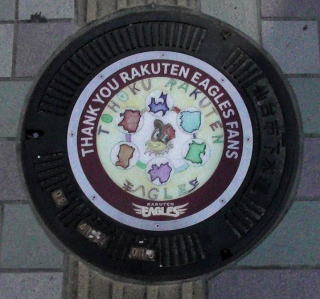 THANK YOU RAKUTEN EAGLES FANS
TOHOKU RAKUTEN
EAGLES
RAKUTEN
EAGLES